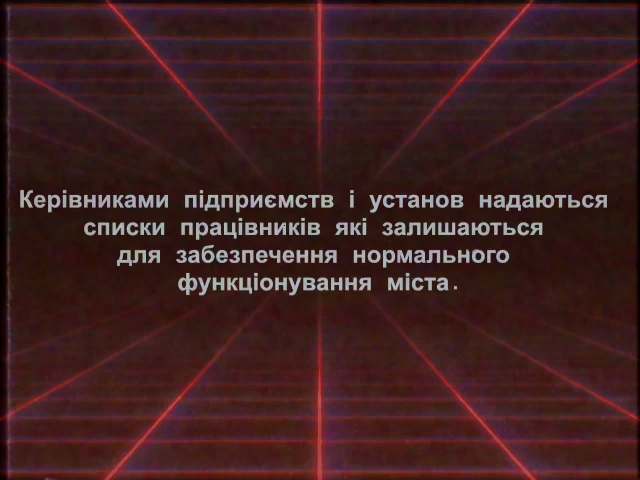 Керівниками підприємств і установ надаються
списки працівників які залишаються
для забезпечення нормального
функціонування міста.